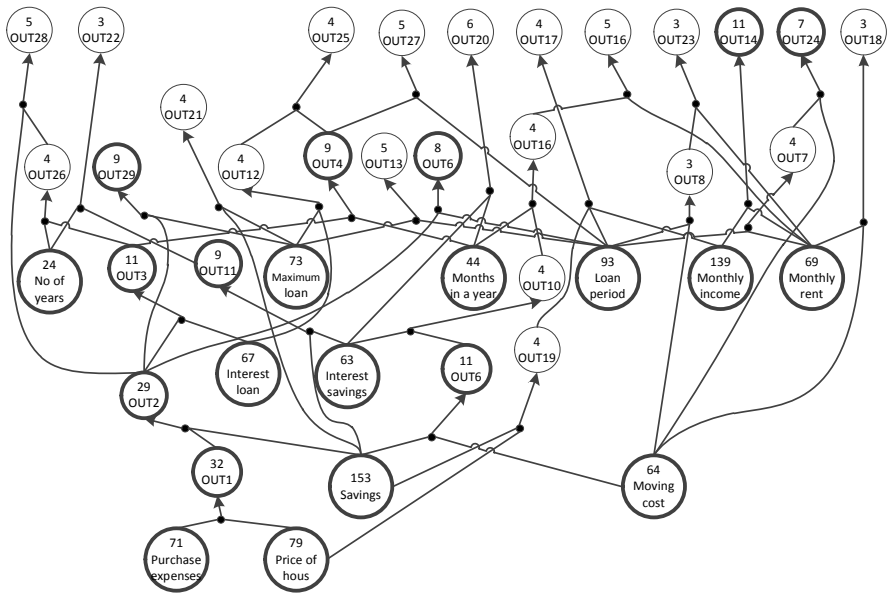 5
OUT28
3
OUT22
4
OUT25
5
OUT27
6
OUT20
4
OUT17
5
OUT16
3
OUT23
11
OUT14
7
OUT24
3
OUT18
4
OUT21
4
OUT26
9
OUT29
4
OUT12
9
OUT4
5
OUT13
8
OUT6
4
OUT16
3
OUT8
4
OUT7
24
No of
years
11
OUT3
9
OUT11
73
Maximum
loan
44
Months
in a year
4
OUT10
93
Loan
period
139
Monthly
income
69
Monthly
rent
29
OUT2
67
Interest
loan
63
Interest
savings
11
OUT6
4
OUT19
32
OUT1
153
Savings
64
Moving
cost
71
Purchase
expenses
79
Price of
hous